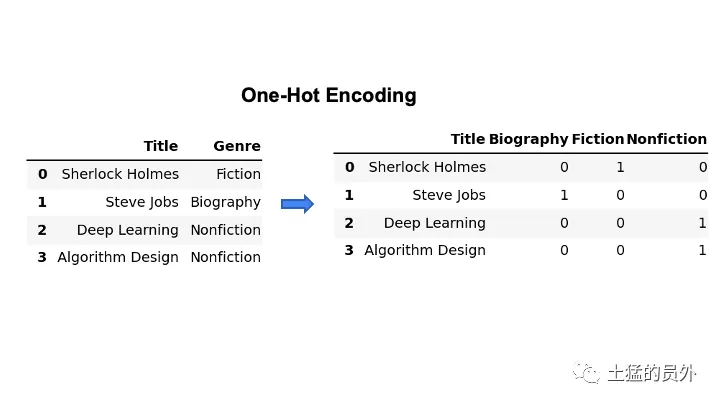 One-Hot Encoding
Title Genre
0 Sherlock Holmes Fiction
1 Steve Jobs Biography
2 Deep Learning Nonfiction
3 Algorithm Design Nonfiction
Title Biography Fiction Nonfiction
0 Sherlock Holmes 0 1 0
1 Steve Jobs 1 0 0
2 Deep Learning 0 0 1
3 Algorithm Design 0 0 1
土猛的员外